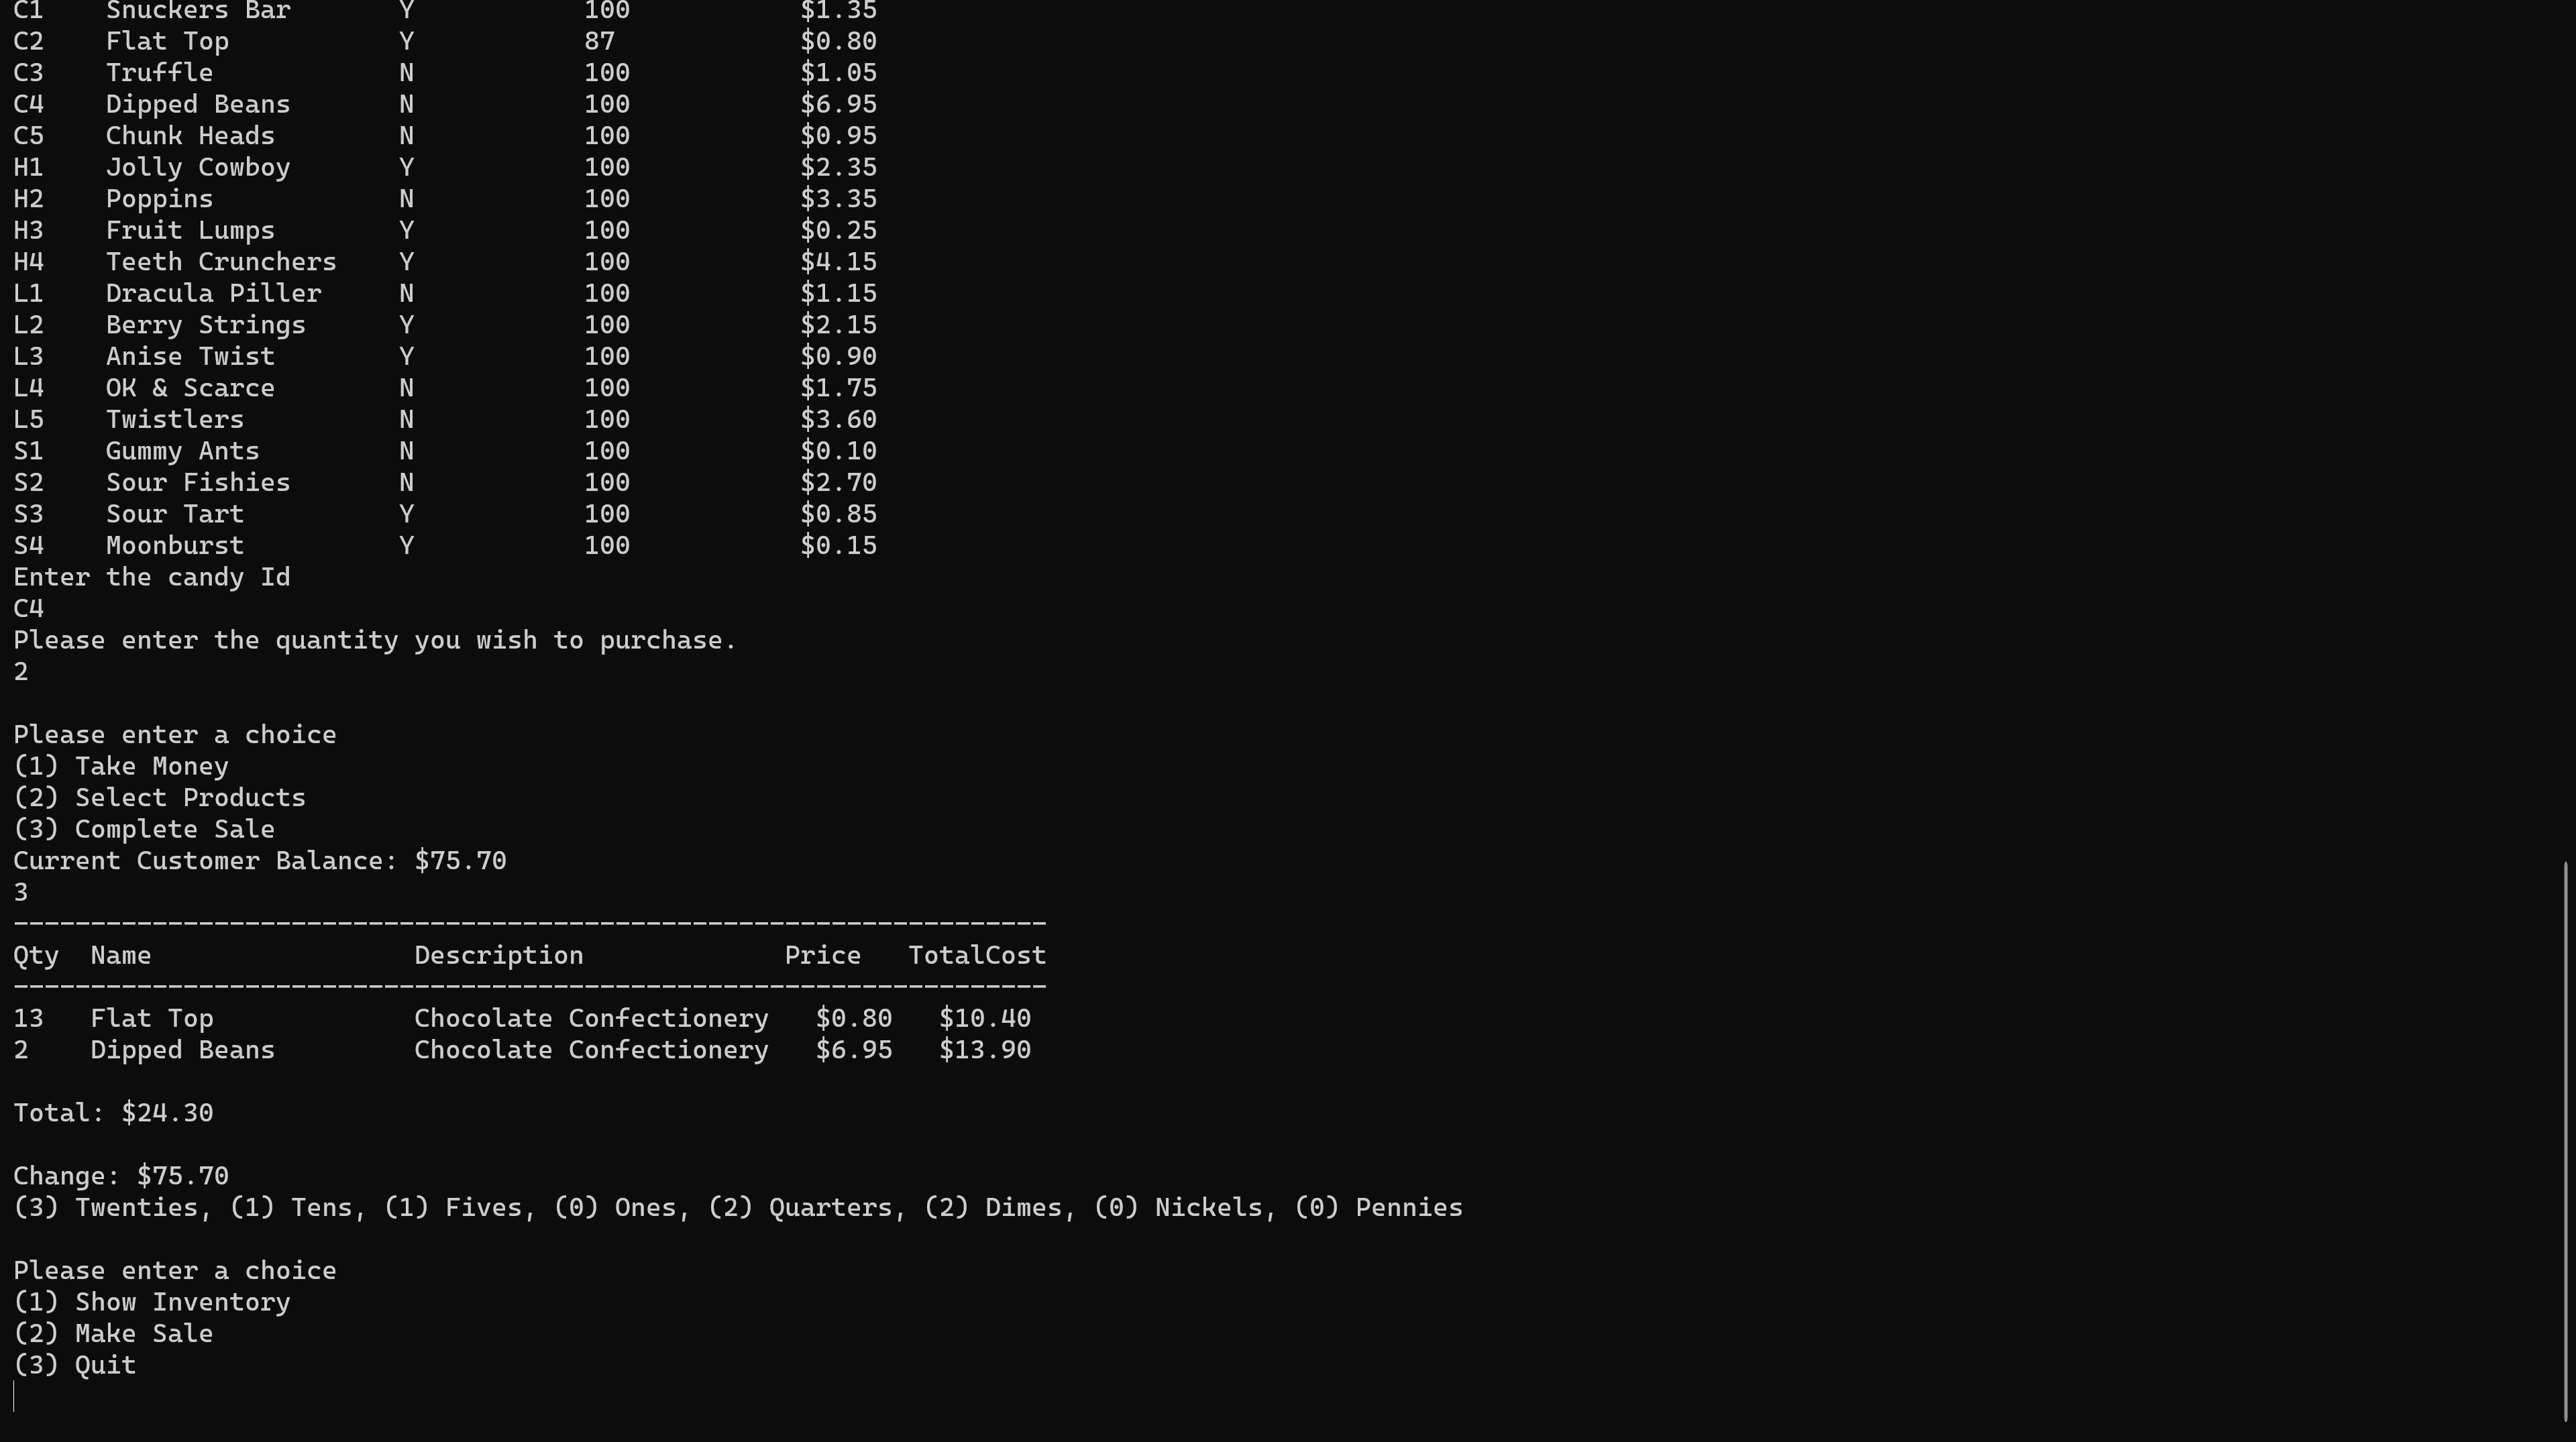 C1    Snuckers Bar       Y           100           $1.35
C2    Flat Top           Y           87            $0.80
C3    Truffle            N           100           $1.05
C4    Dipped Beans       N           100           $6.95
C5    Chunk Heads        N           100           $0.95
H1    Jolly Cowboy       Y           100           $2.35
H2    Poppins            N           100           $3.35
H3    Fruit Lumps        Y           100           $0.25
H4    Teeth Crunchers    Y           100           $4.15
L1    Dracula Piller     N           100           $1.15
L2    Berry Strings      Y           100           $2.15
L3    Anise Twist        Y           100           $0.90
L4    OK & Scarce        N           100           $1.75
L5    Twistlers          N           100           $3.60
S1    Gummy Ants         N           100           $0.10
S2    Sour Fishies       N           100           $2.70
S3    Sour Tart          Y           100           $0.85
S4    Moonburst          Y           100           $0.15
Enter the candy Id
C4
Please enter the quantity you wish to purchase.
2
Please enter a choice
(1) Take Money
(2) Select Products
(3) Complete Sale
Current Customer Balance: $75.70
3
-------------------------------------------------------------------
Qty  Name                 Description             Price   TotalCost
-------------------------------------------------------------------
13   Flat Top             Chocolate Confectionery   $0.80   $10.40
2    Dipped Beans         Chocolate Confectionery   $6.95   $13.90
Total: $24.30
Change: $75.70
(3) Twenties, (1) Tens, (1) Fives, (0) Ones, (2) Quarters, (2) Dimes, (0) Nickels, (0) Pennies
Please enter a choice
(1) Show Inventory
(2) Make Sale
(3) Quit